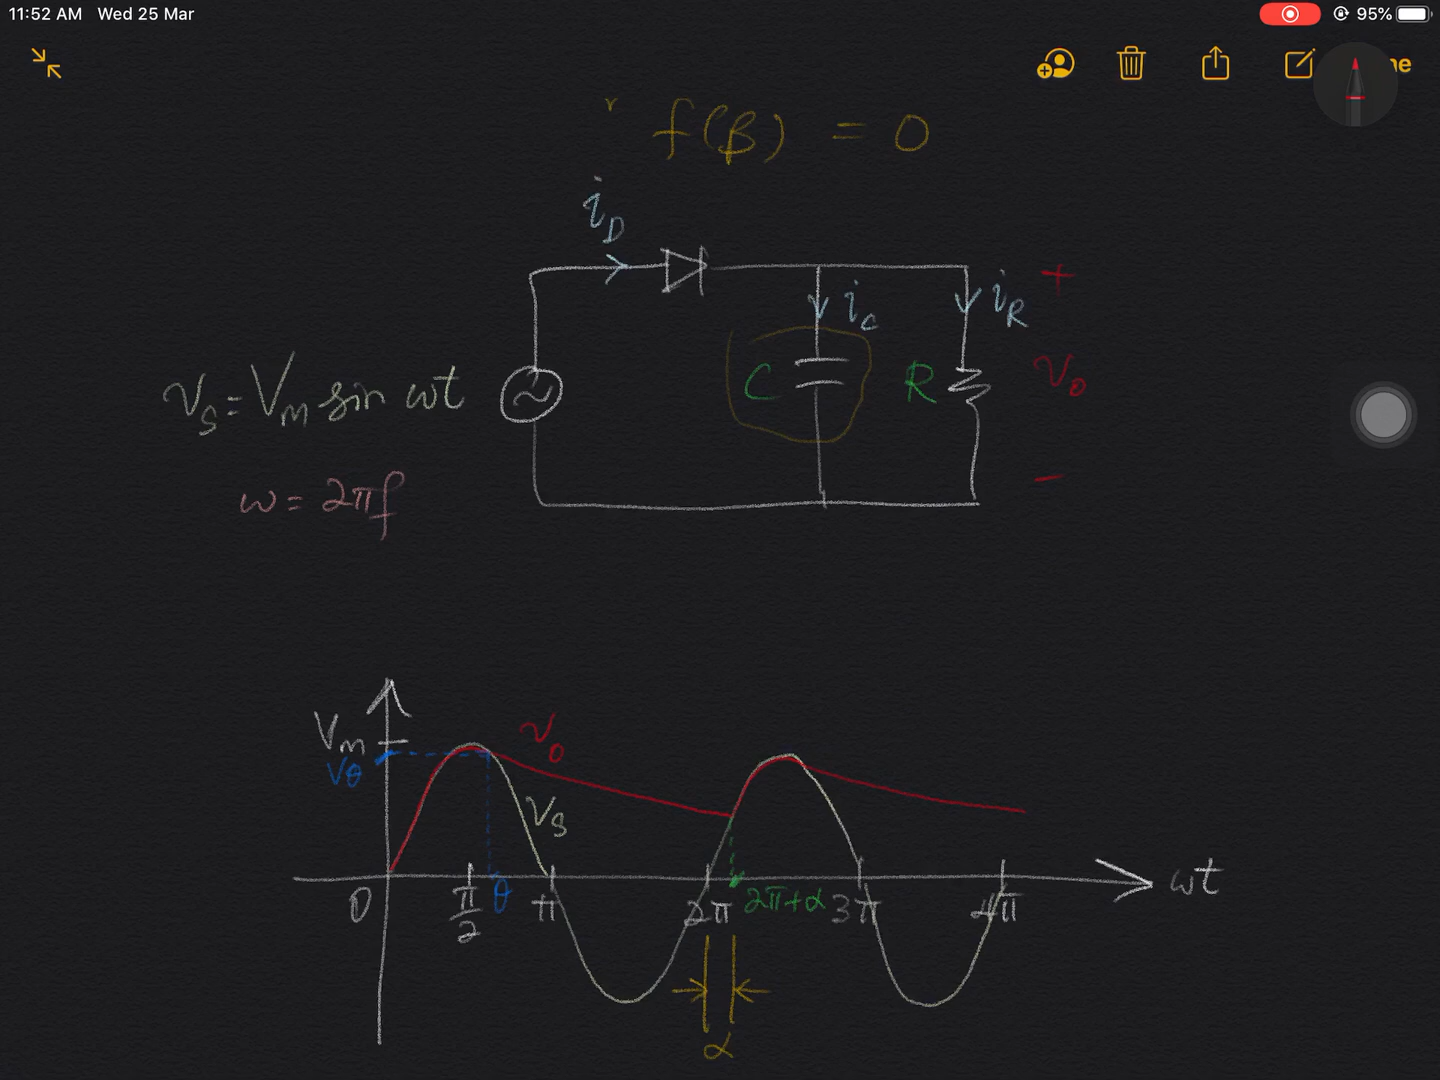 11:52 AM Wed 25 Mar
95%
f(β) = 0
i_D
i_c
i_R
+
C
R
v_o
v_s = V_m sin ωt
−
ω = 2πf
V_m
v_o
Vθ
V_s
ωt
0
π/2
θ
π
2π
2π+α
3π
4π
α